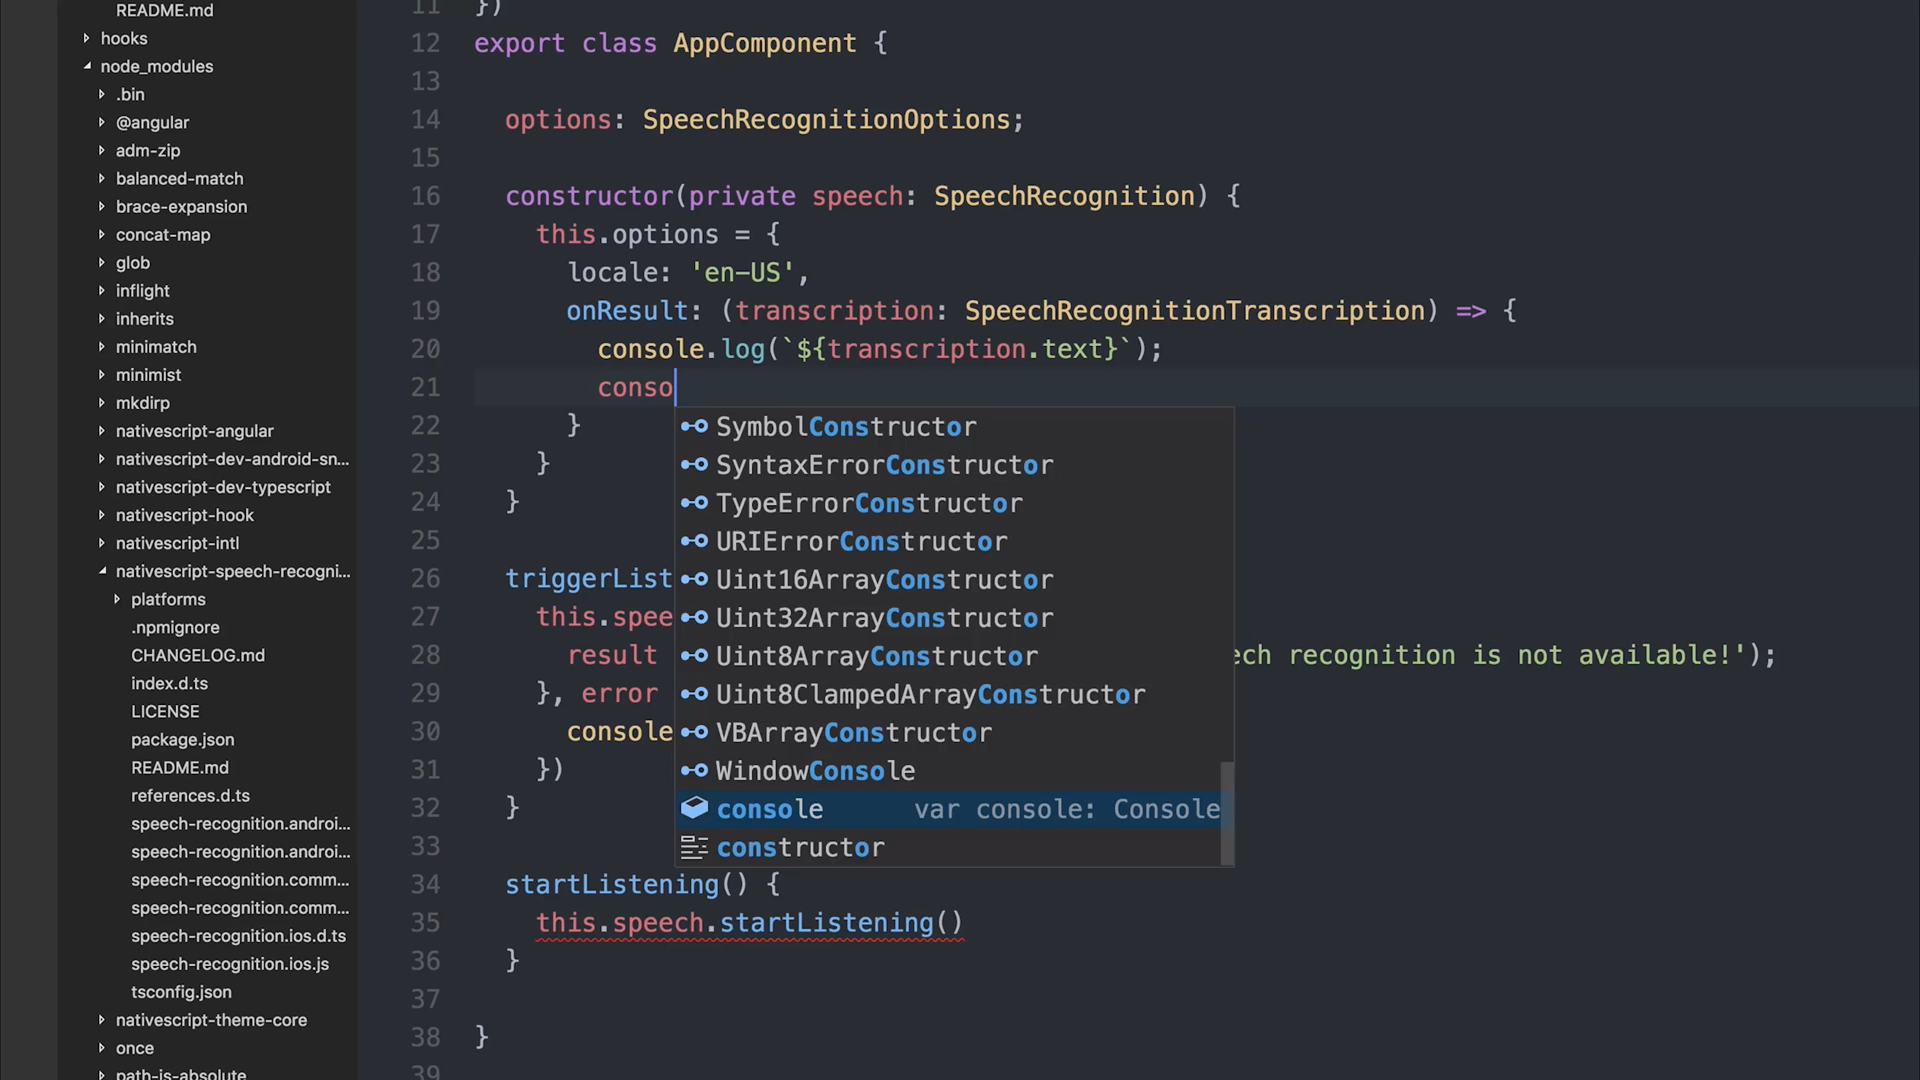 README.md
hooks
node_modules
.bin
@angular
adm-zip
balanced-match
brace-expansion
concat-map
glob
inflight
inherits
minimatch
minimist
mkdirp
nativescript-angular
nativescript-dev-android-sn...
nativescript-dev-typescript
nativescript-hook
nativescript-intl
nativescript-speech-recogni...
platforms
.npmignore
CHANGELOG.md
index.d.ts
LICENSE
package.json
README.md
references.d.ts
speech-recognition.androi...
speech-recognition.androi...
speech-recognition.comm...
speech-recognition.comm...
speech-recognition.ios.d.ts
speech-recognition.ios.js
tsconfig.json
nativescript-theme-core
once
path-is-absolute
11 })
12 export class AppComponent {
13
14 options: SpeechRecognitionOptions;
15
16 constructor(private speech: SpeechRecognition) {
17 this.options = {
18 locale: 'en-US',
19 onResult: (transcription: SpeechRecognitionTranscription) => {
20 console.log(`${transcription.text}`);
21 conso
22 }
23 }
24 }
25
26 triggerList
27 this.spee
28 result ech recognition is not available!');
29 }, error
30 console
31 })
32 }
33
34 startListening() {
35 this.speech.startListening()
36 }
37
38 }
39
SymbolConstructor
SyntaxErrorConstructor
TypeErrorConstructor
URIErrorConstructor
Uint16ArrayConstructor
Uint32ArrayConstructor
Uint8ArrayConstructor
Uint8ClampedArrayConstructor
VBArrayConstructor
WindowConsole
console var console: Console
constructor